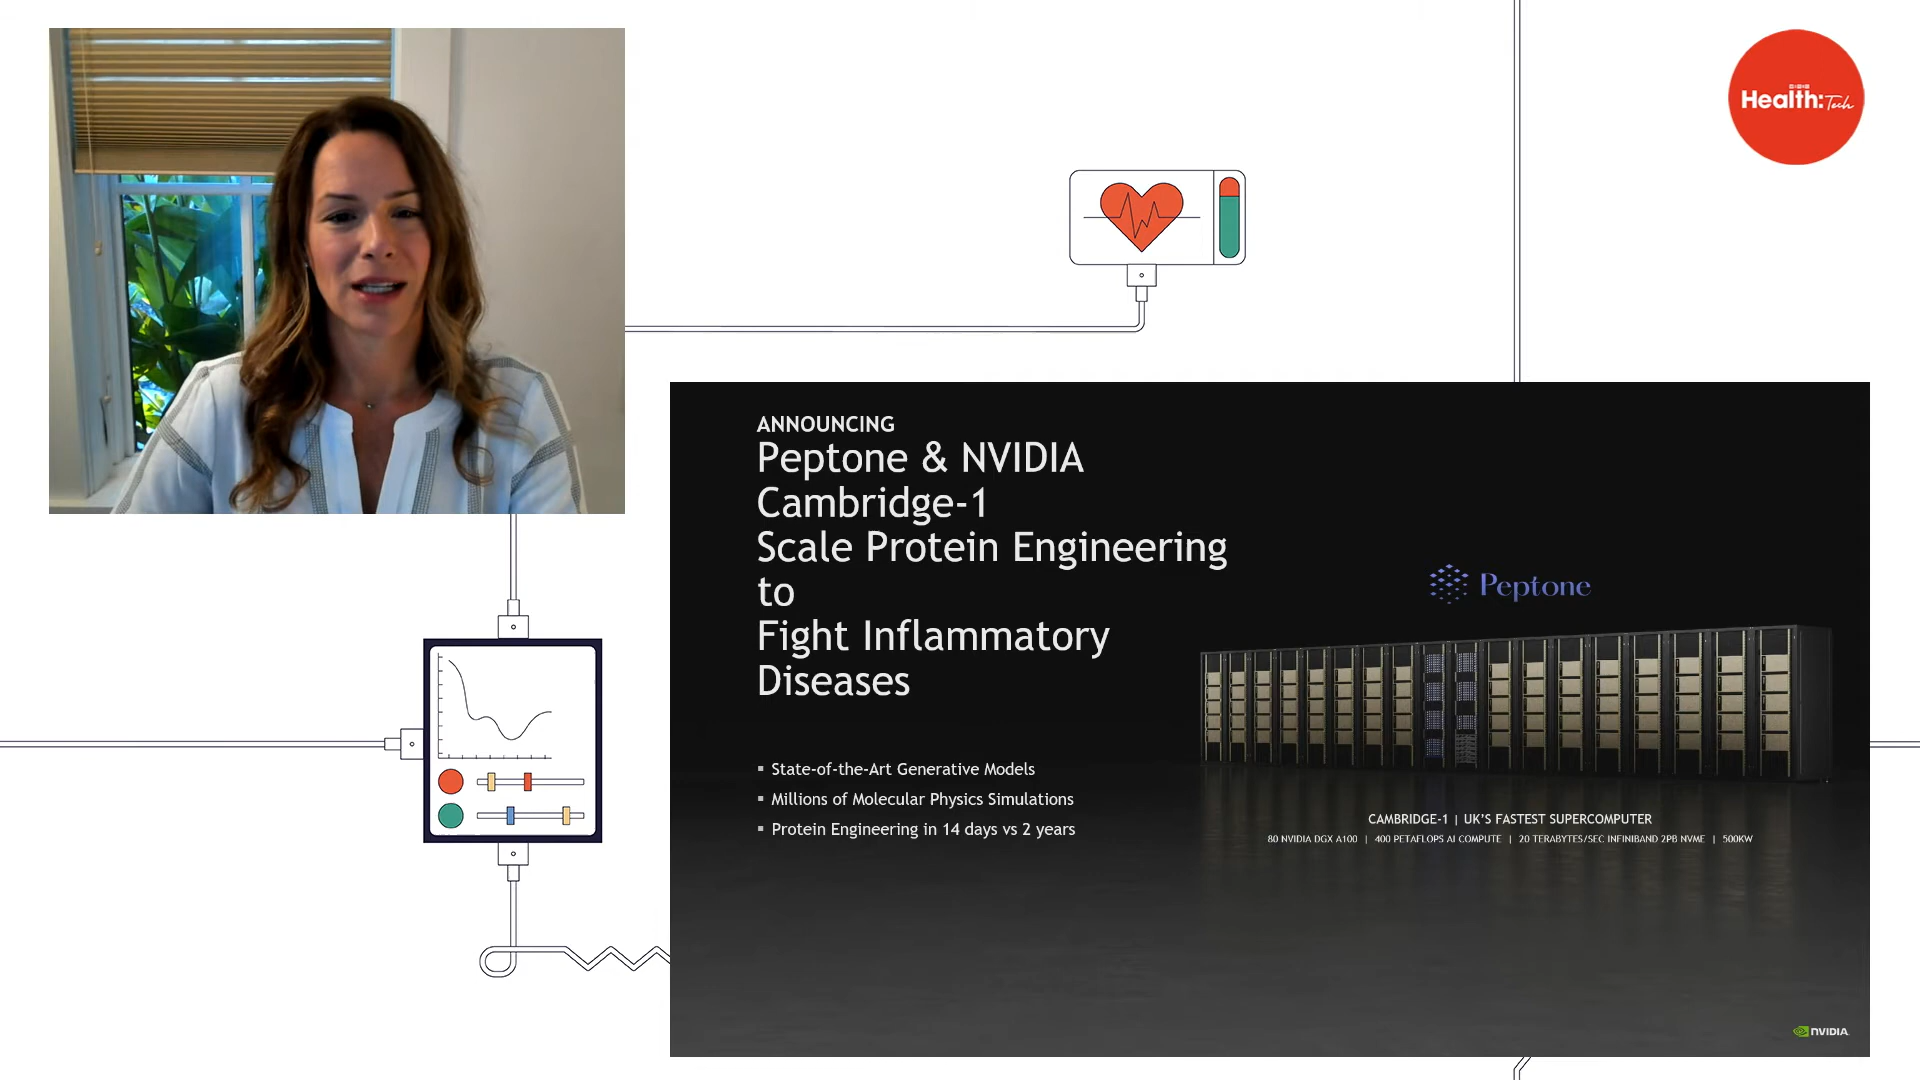 Health:Tech
ANNOUNCING
Peptone & NVIDIA
Cambridge-1
Scale Protein Engineering
to
Fight Inflammatory
Diseases
▪ State-of-the-Art Generative Models
▪ Millions of Molecular Physics Simulations
▪ Protein Engineering in 14 days vs 2 years
Peptone
CAMBRIDGE-1 | UK'S FASTEST SUPERCOMPUTER
80 NVIDIA DGX A100 | 400 PETAFLOPS AI COMPUTE | 20 TERABYTES/SEC INFINIBAND 2PB NVME | 500KW
NVIDIA